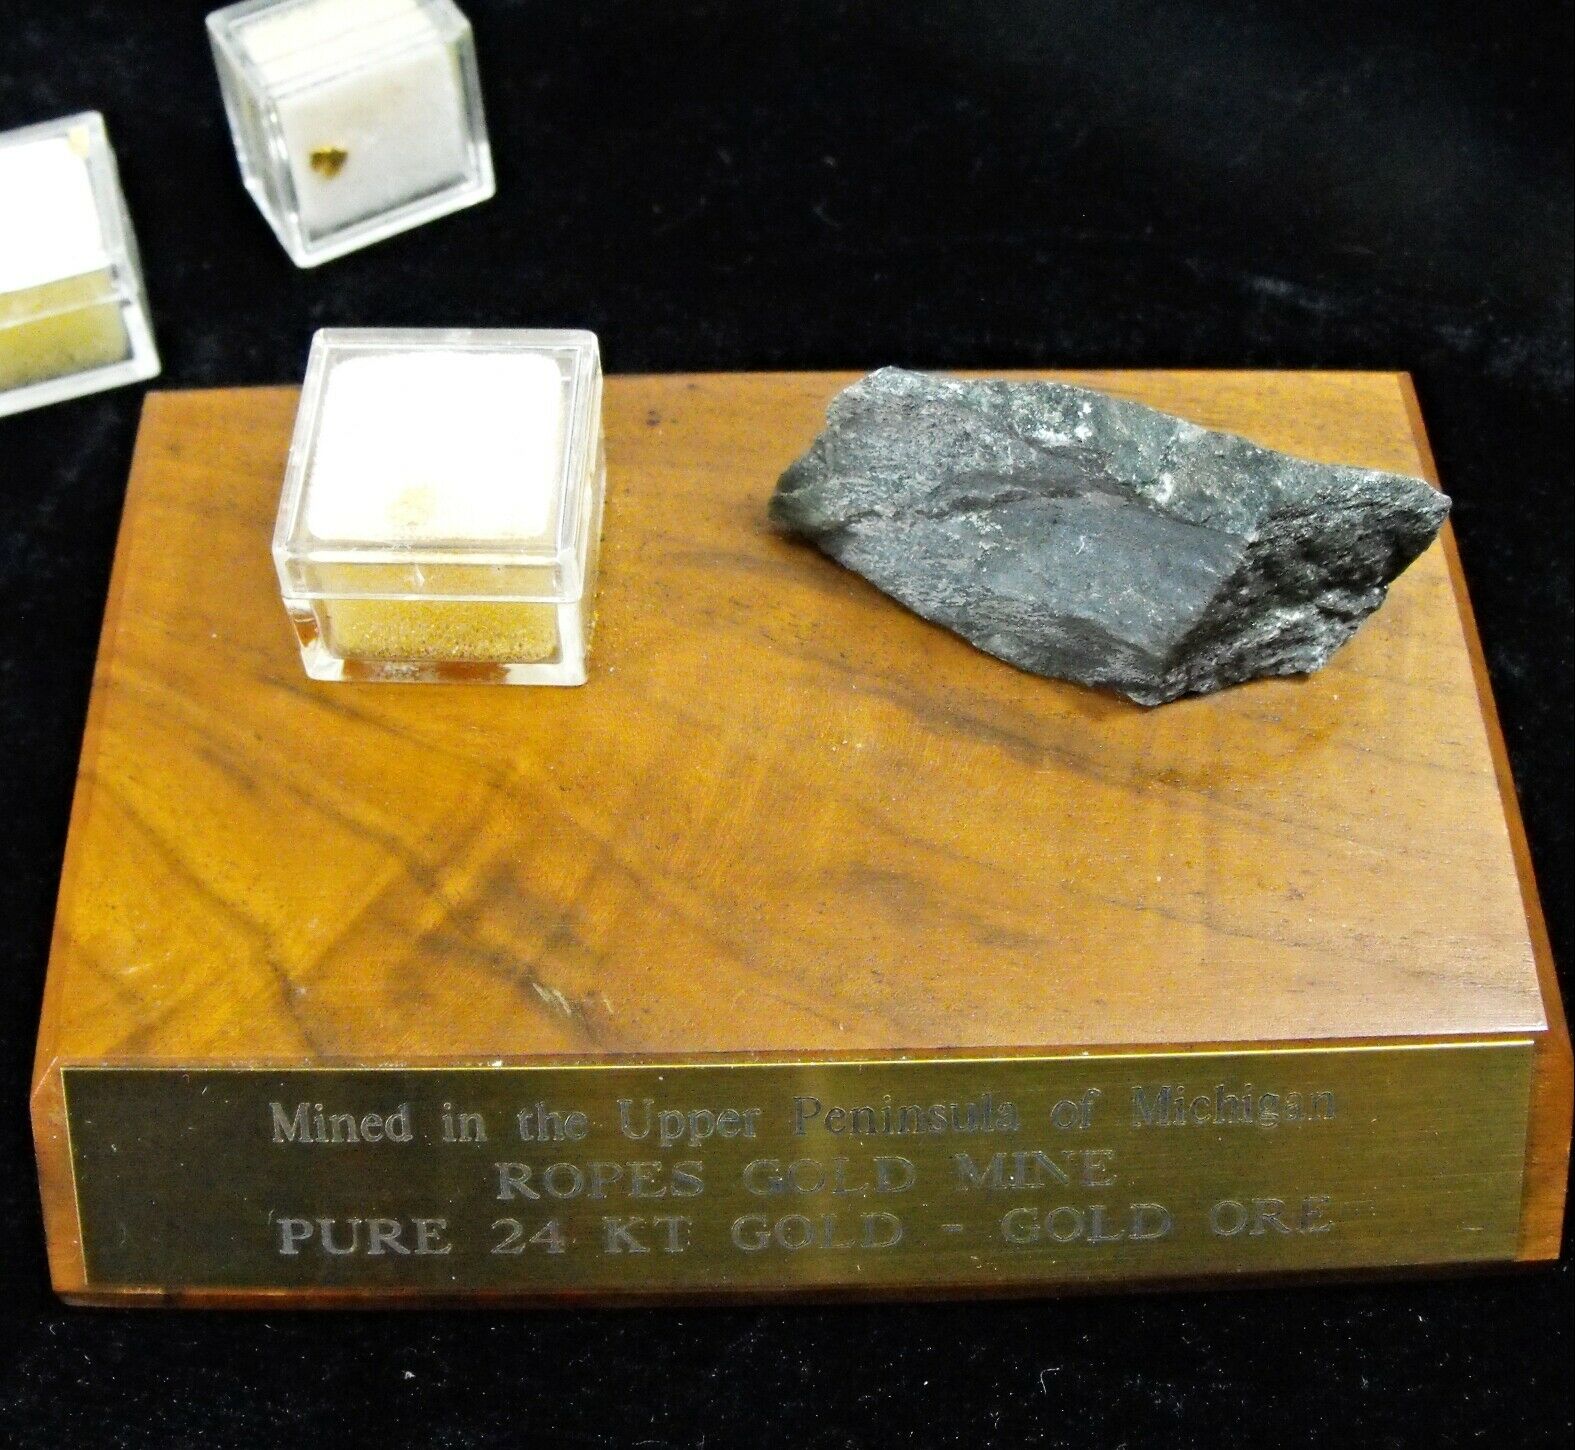 Mined in the Upper Peninsula of Michigan
ROPES GOLD MINE
PURE 24 KT GOLD - GOLD ORE